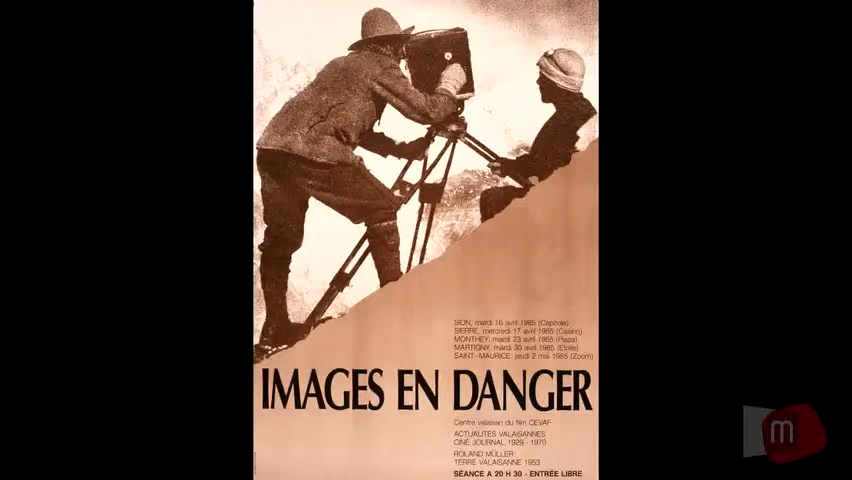 SION, mardi 16 avril 1985 (Capitole)
SIERRE, mercredi 17 avril 1985 (Casino)
MONTHEY, mardi 23 avril 1985 (Plaza)
MARTIGNY, mardi 30 avril 1985 (Etoile)
SAINT-MAURICE, jeudi 2 mai 1985 (Zoom)
IMAGES EN DANGER
Centre valaisan du film CEVAF
ACTUALITÉS VALAISANNES
CINÉ JOURNAL 1929 - 1970
ROLAND MÜLLER:
TERRE VALAISANNE 1953
SÉANCE A 20 H 30 - ENTRÉE LIBRE
m